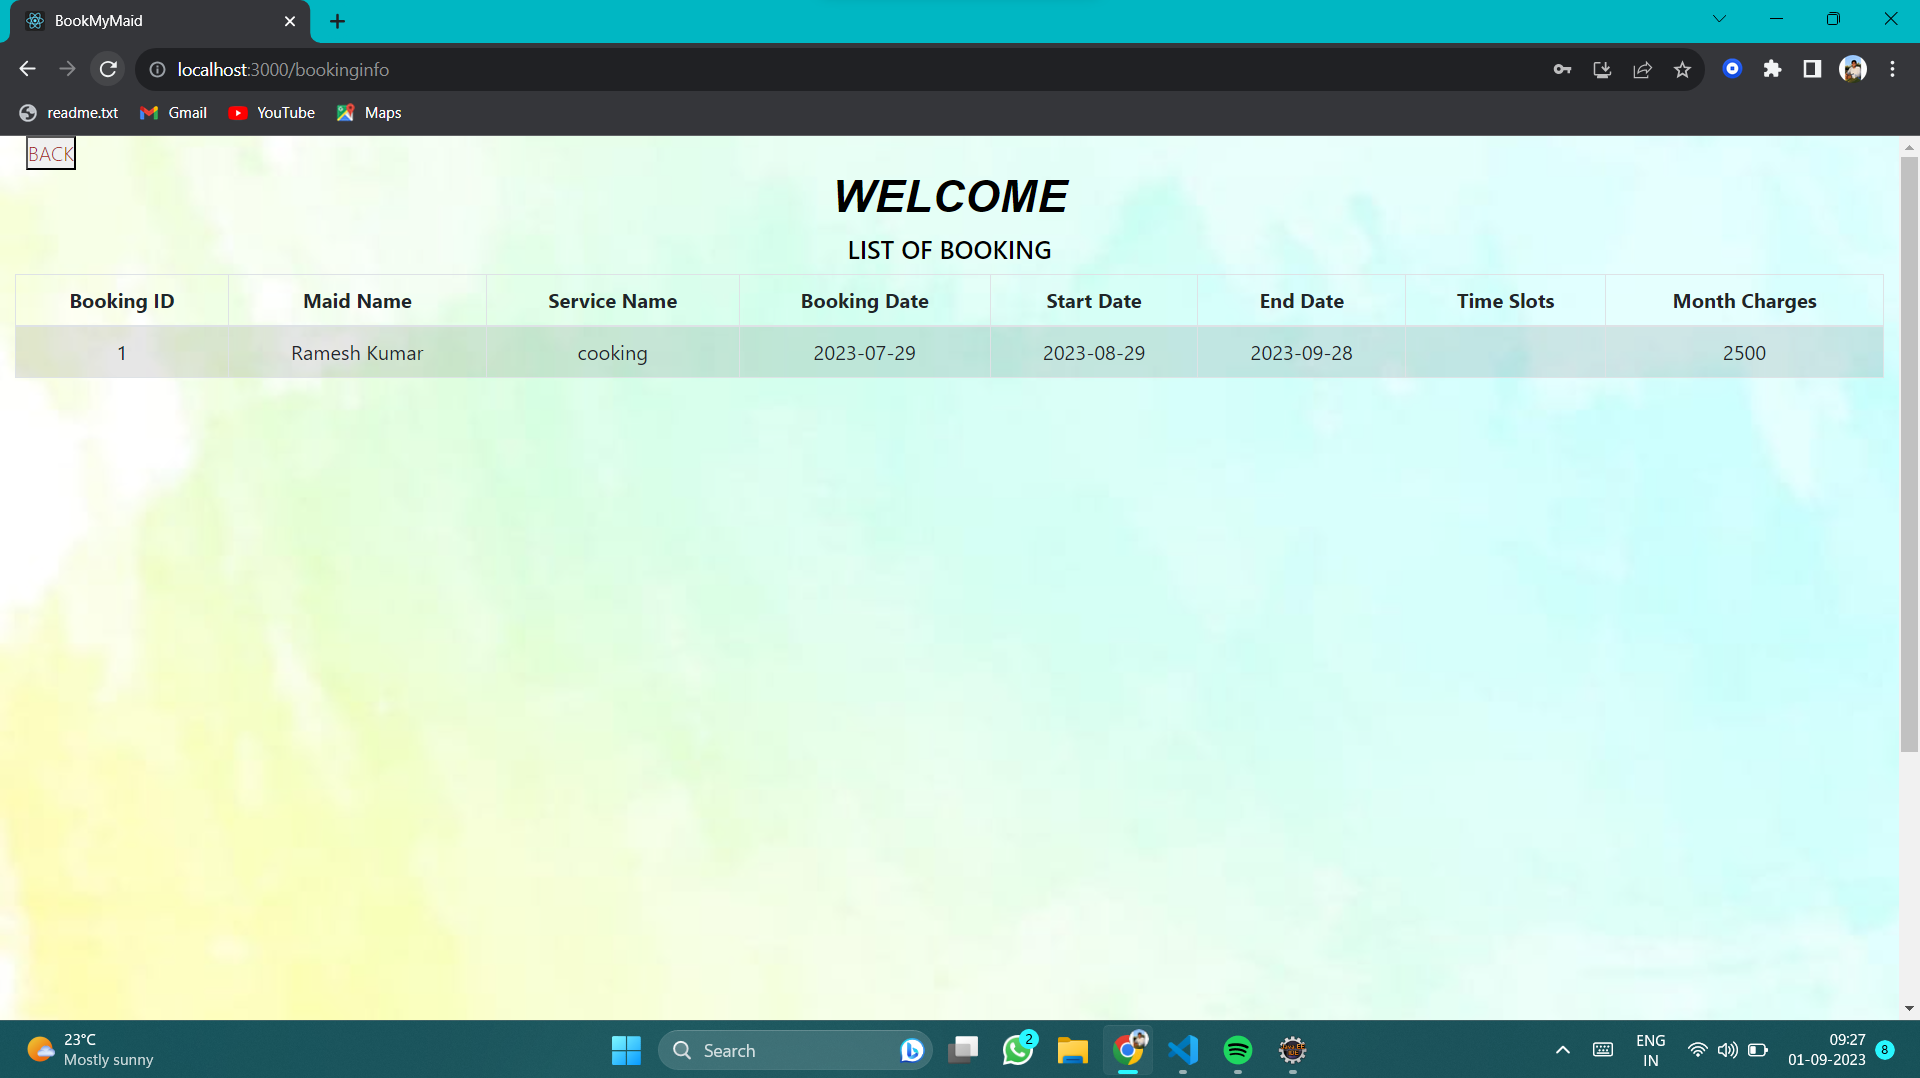 BookMyMaid
localhost:3000/bookinginfo
readme.txt Gmail YouTube Maps
BACK
WELCOME
LIST OF BOOKING
Booking ID Maid Name Service Name Booking Date Start Date End Date Time Slots Month Charges
1 Ramesh Kumar cooking 2023-07-29 2023-08-29 2023-09-28 2500
23°C
Mostly sunny
Search
2
ENG
IN
09:27
01-09-2023
8